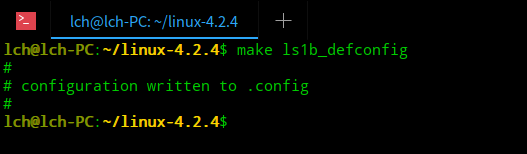 lch@lch-PC: ~/linux-4.2.4
lch@lch-PC:~/linux-4.2.4$ make ls1b_defconfig
#
# configuration written to .config
#
lch@lch-PC:~/linux-4.2.4$